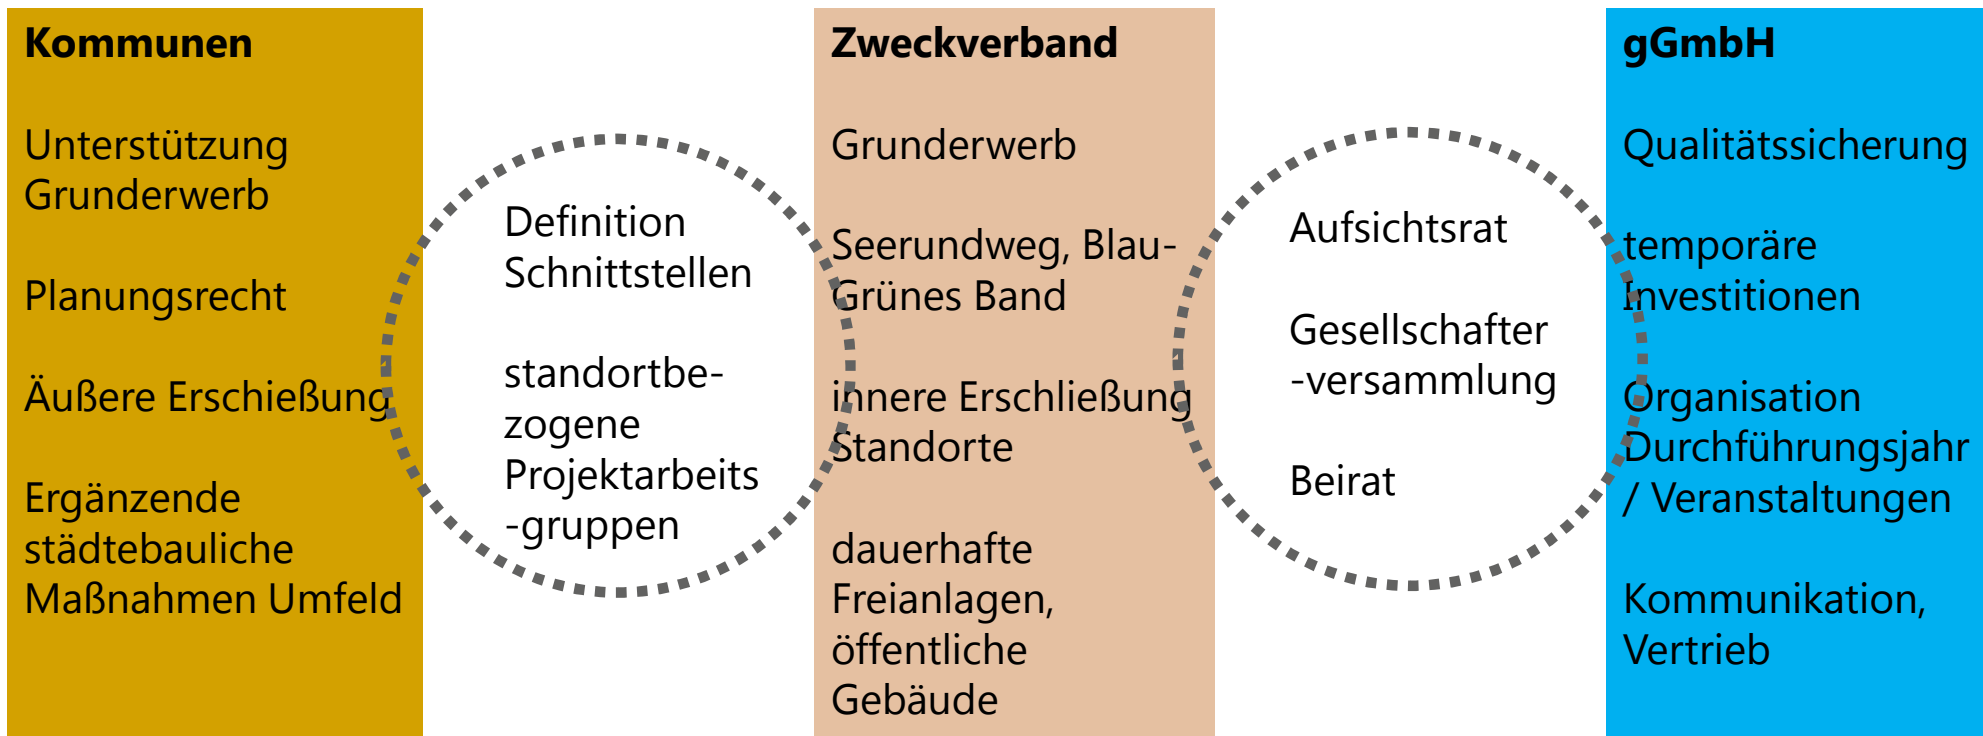 Kommunen
Unterstützung
Grunderwerb
Planungsrecht
Äußere Erschießung
Ergänzende
städtebauliche
Maßnahmen Umfeld
Definition
Schnittstellen
standortbe-
zogene
Projektarbeits
-gruppen
Zweckverband
Grunderwerb
Seerundweg, Blau-
Grünes Band
innere Erschließung
Standorte
dauerhafte
Freianlagen,
öffentliche
Gebäude
Aufsichtsrat
Gesellschafter
-versammlung
Beirat
gGmbH
Qualitätssicherung
temporäre
Investitionen
Organisation
Durchführungsjahr
/ Veranstaltungen
Kommunikation,
Vertrieb